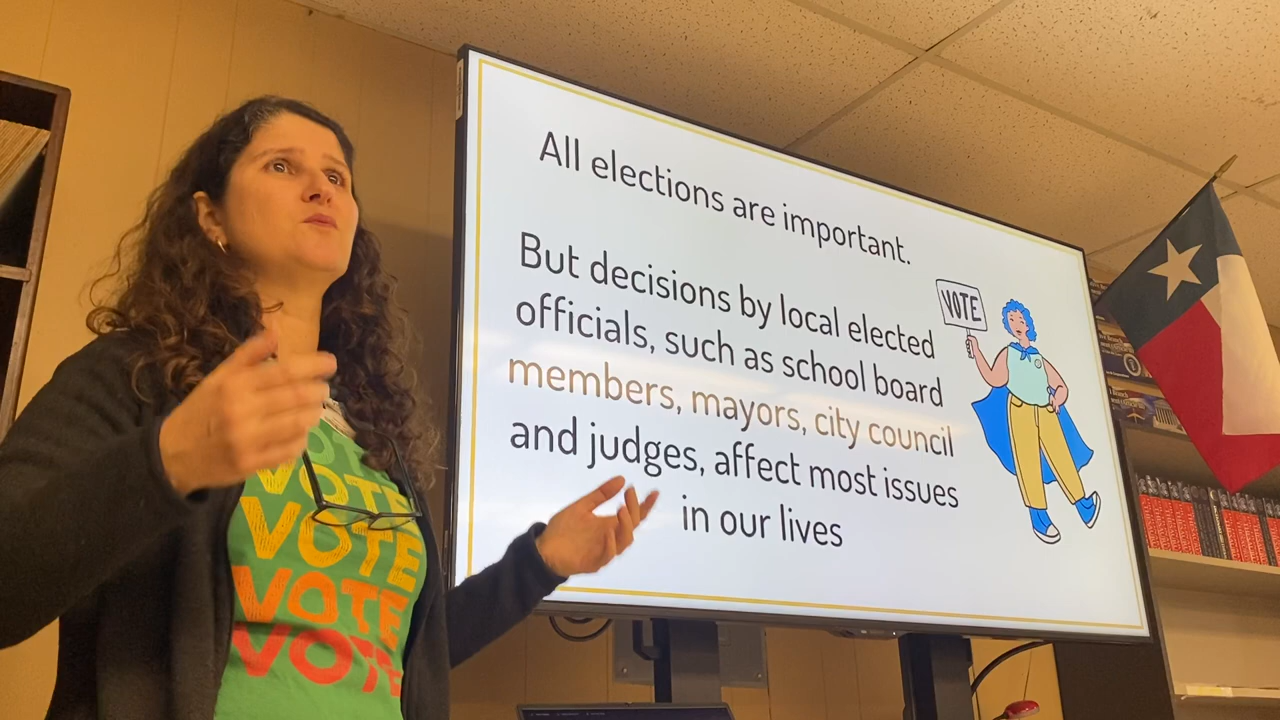 All elections are important.
But decisions by local elected
officials, such as school board
members, mayors, city council
and judges, affect most issues
in our lives
VOTE
VOTE
VOTE
VOTE
VOTE